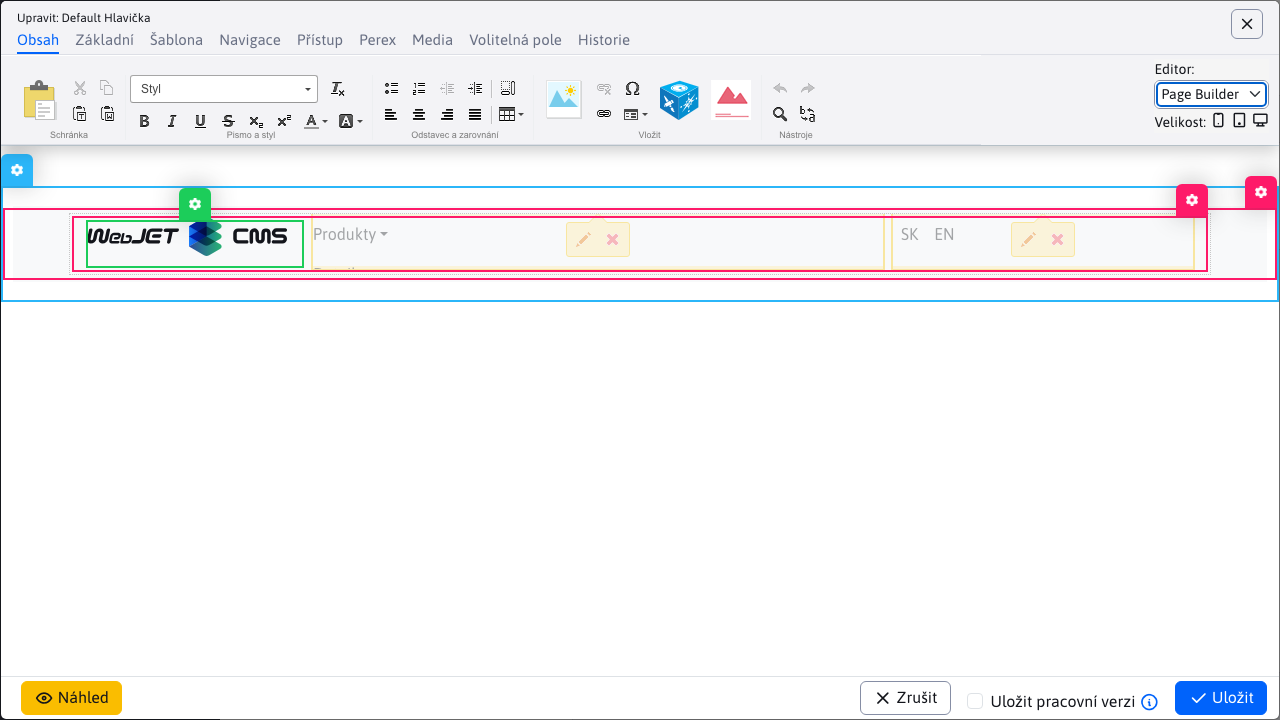 Upravit: Default Hlavička
Obsah Základní Šablona Navigace Přístup Perex Media Volitelná pole Historie
Editor:
Styl
Page Builder
Velikost:
Schránka Písmo a styl Odstavec a zarovnání Vložit Nástroje
WebJET CMS Produkty SK EN
Náhled Zrušit Uložit pracovní verzi Uložit